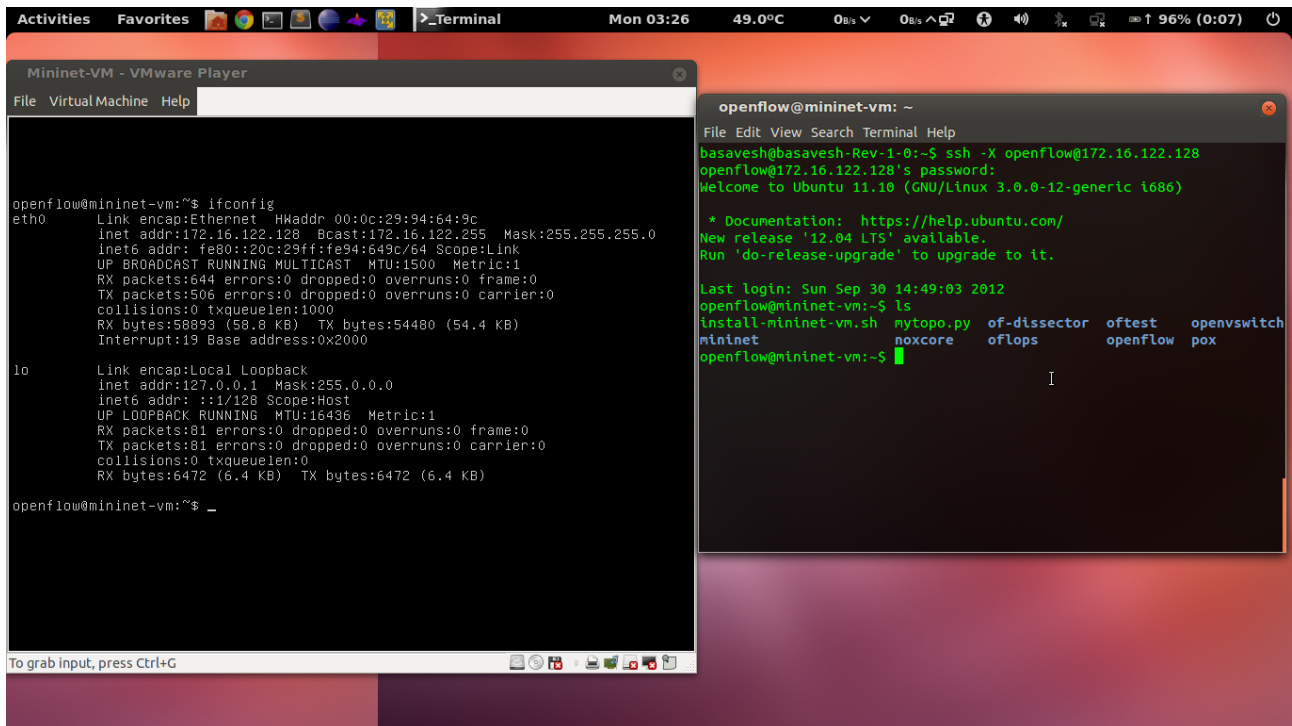 Activities Favorites Terminal Mon 03:26 49.0ºC 0B/s 0B/s 96% (0:07)
Mininet-VM - VMware Player
File Virtual Machine Help
openflow@mininet-vm:~$ ifconfig
eth0 Link encap:Ethernet HWaddr 00:0c:29:94:64:9c
inet addr:172.16.122.128 Bcast:172.16.122.255 Mask:255.255.255.0
inet6 addr: fe80::20c:29ff:fe94:649c/64 Scope:Link
UP BROADCAST RUNNING MULTICAST MTU:1500 Metric:1
RX packets:644 errors:0 dropped:0 overruns:0 frame:0
TX packets:506 errors:0 dropped:0 overruns:0 carrier:0
collisions:0 txqueuelen:1000
RX bytes:58893 (58.8 KB) TX bytes:54480 (54.4 KB)
Interrupt:19 Base address:0x2000
lo Link encap:Local Loopback
inet addr:127.0.0.1 Mask:255.0.0.0
inet6 addr: ::1/128 Scope:Host
UP LOOPBACK RUNNING MTU:16436 Metric:1
RX packets:81 errors:0 dropped:0 overruns:0 frame:0
TX packets:81 errors:0 dropped:0 overruns:0 carrier:0
collisions:0 txqueuelen:0
RX bytes:6472 (6.4 KB) TX bytes:6472 (6.4 KB)
openflow@mininet-vm:~$ _
To grab input, press Ctrl+G
openflow@mininet-vm: ~
File Edit View Search Terminal Help
basavesh@basavesh-Rev-1-0:~$ ssh -X openflow@172.16.122.128
openflow@172.16.122.128's password:
Welcome to Ubuntu 11.10 (GNU/Linux 3.0.0-12-generic i686)
* Documentation: https://help.ubuntu.com/
New release '12.04 LTS' available.
Run 'do-release-upgrade' to upgrade to it.
Last login: Sun Sep 30 14:49:03 2012
openflow@mininet-vm:~$ ls
install-mininet-vm.sh mytopo.py of-dissector oftest openvswitch
mininet noxcore oflops openflow pox
openflow@mininet-vm:~$